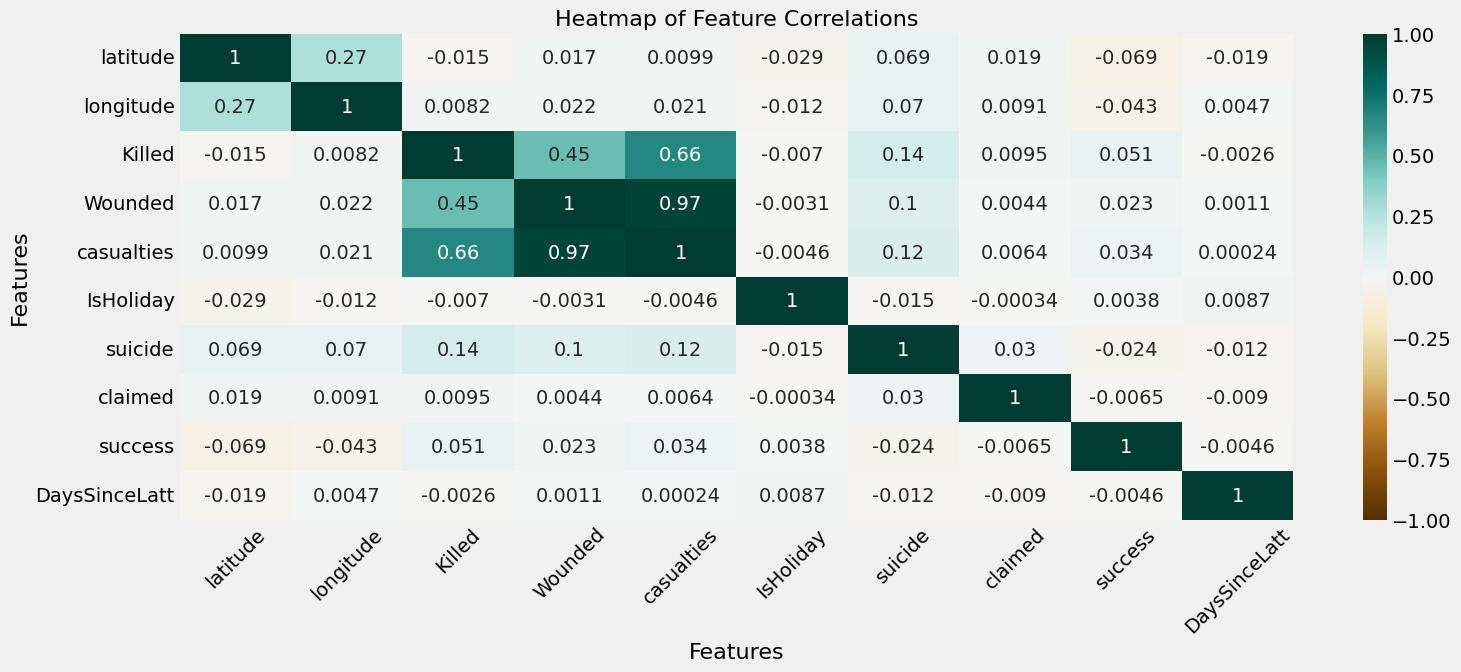 Heatmap of Feature Correlations
latitude 1 0.27 -0.015 0.017 0.0099 -0.029 0.069 0.019 -0.069 -0.019
longitude 0.27 1 0.0082 0.022 0.021 -0.012 0.07 0.0091 -0.043 0.0047
Killed -0.015 0.0082 1 0.45 0.66 -0.007 0.14 0.0095 0.051 -0.0026
Wounded 0.017 0.022 0.45 1 0.97 -0.0031 0.1 0.0044 0.023 0.0011
casualties 0.0099 0.021 0.66 0.97 1 -0.0046 0.12 0.0064 0.034 0.00024
IsHoliday -0.029 -0.012 -0.007 -0.0031 -0.0046 1 -0.015 -0.00034 0.0038 0.0087
suicide 0.069 0.07 0.14 0.1 0.12 -0.015 1 0.03 -0.024 -0.012
claimed 0.019 0.0091 0.0095 0.0044 0.0064 -0.00034 0.03 1 -0.0065 -0.009
success -0.069 -0.043 0.051 0.023 0.034 0.0038 -0.024 -0.0065 1 -0.0046
DaysSinceLatt -0.019 0.0047 -0.0026 0.0011 0.00024 0.0087 -0.012 -0.009 -0.0046 1
latitude longitude Killed Wounded casualties IsHoliday suicide claimed success DaysSinceLatt
Features
Features
1.00
0.75
0.50
0.25
0.00
−0.25
−0.50
−0.75
−1.00